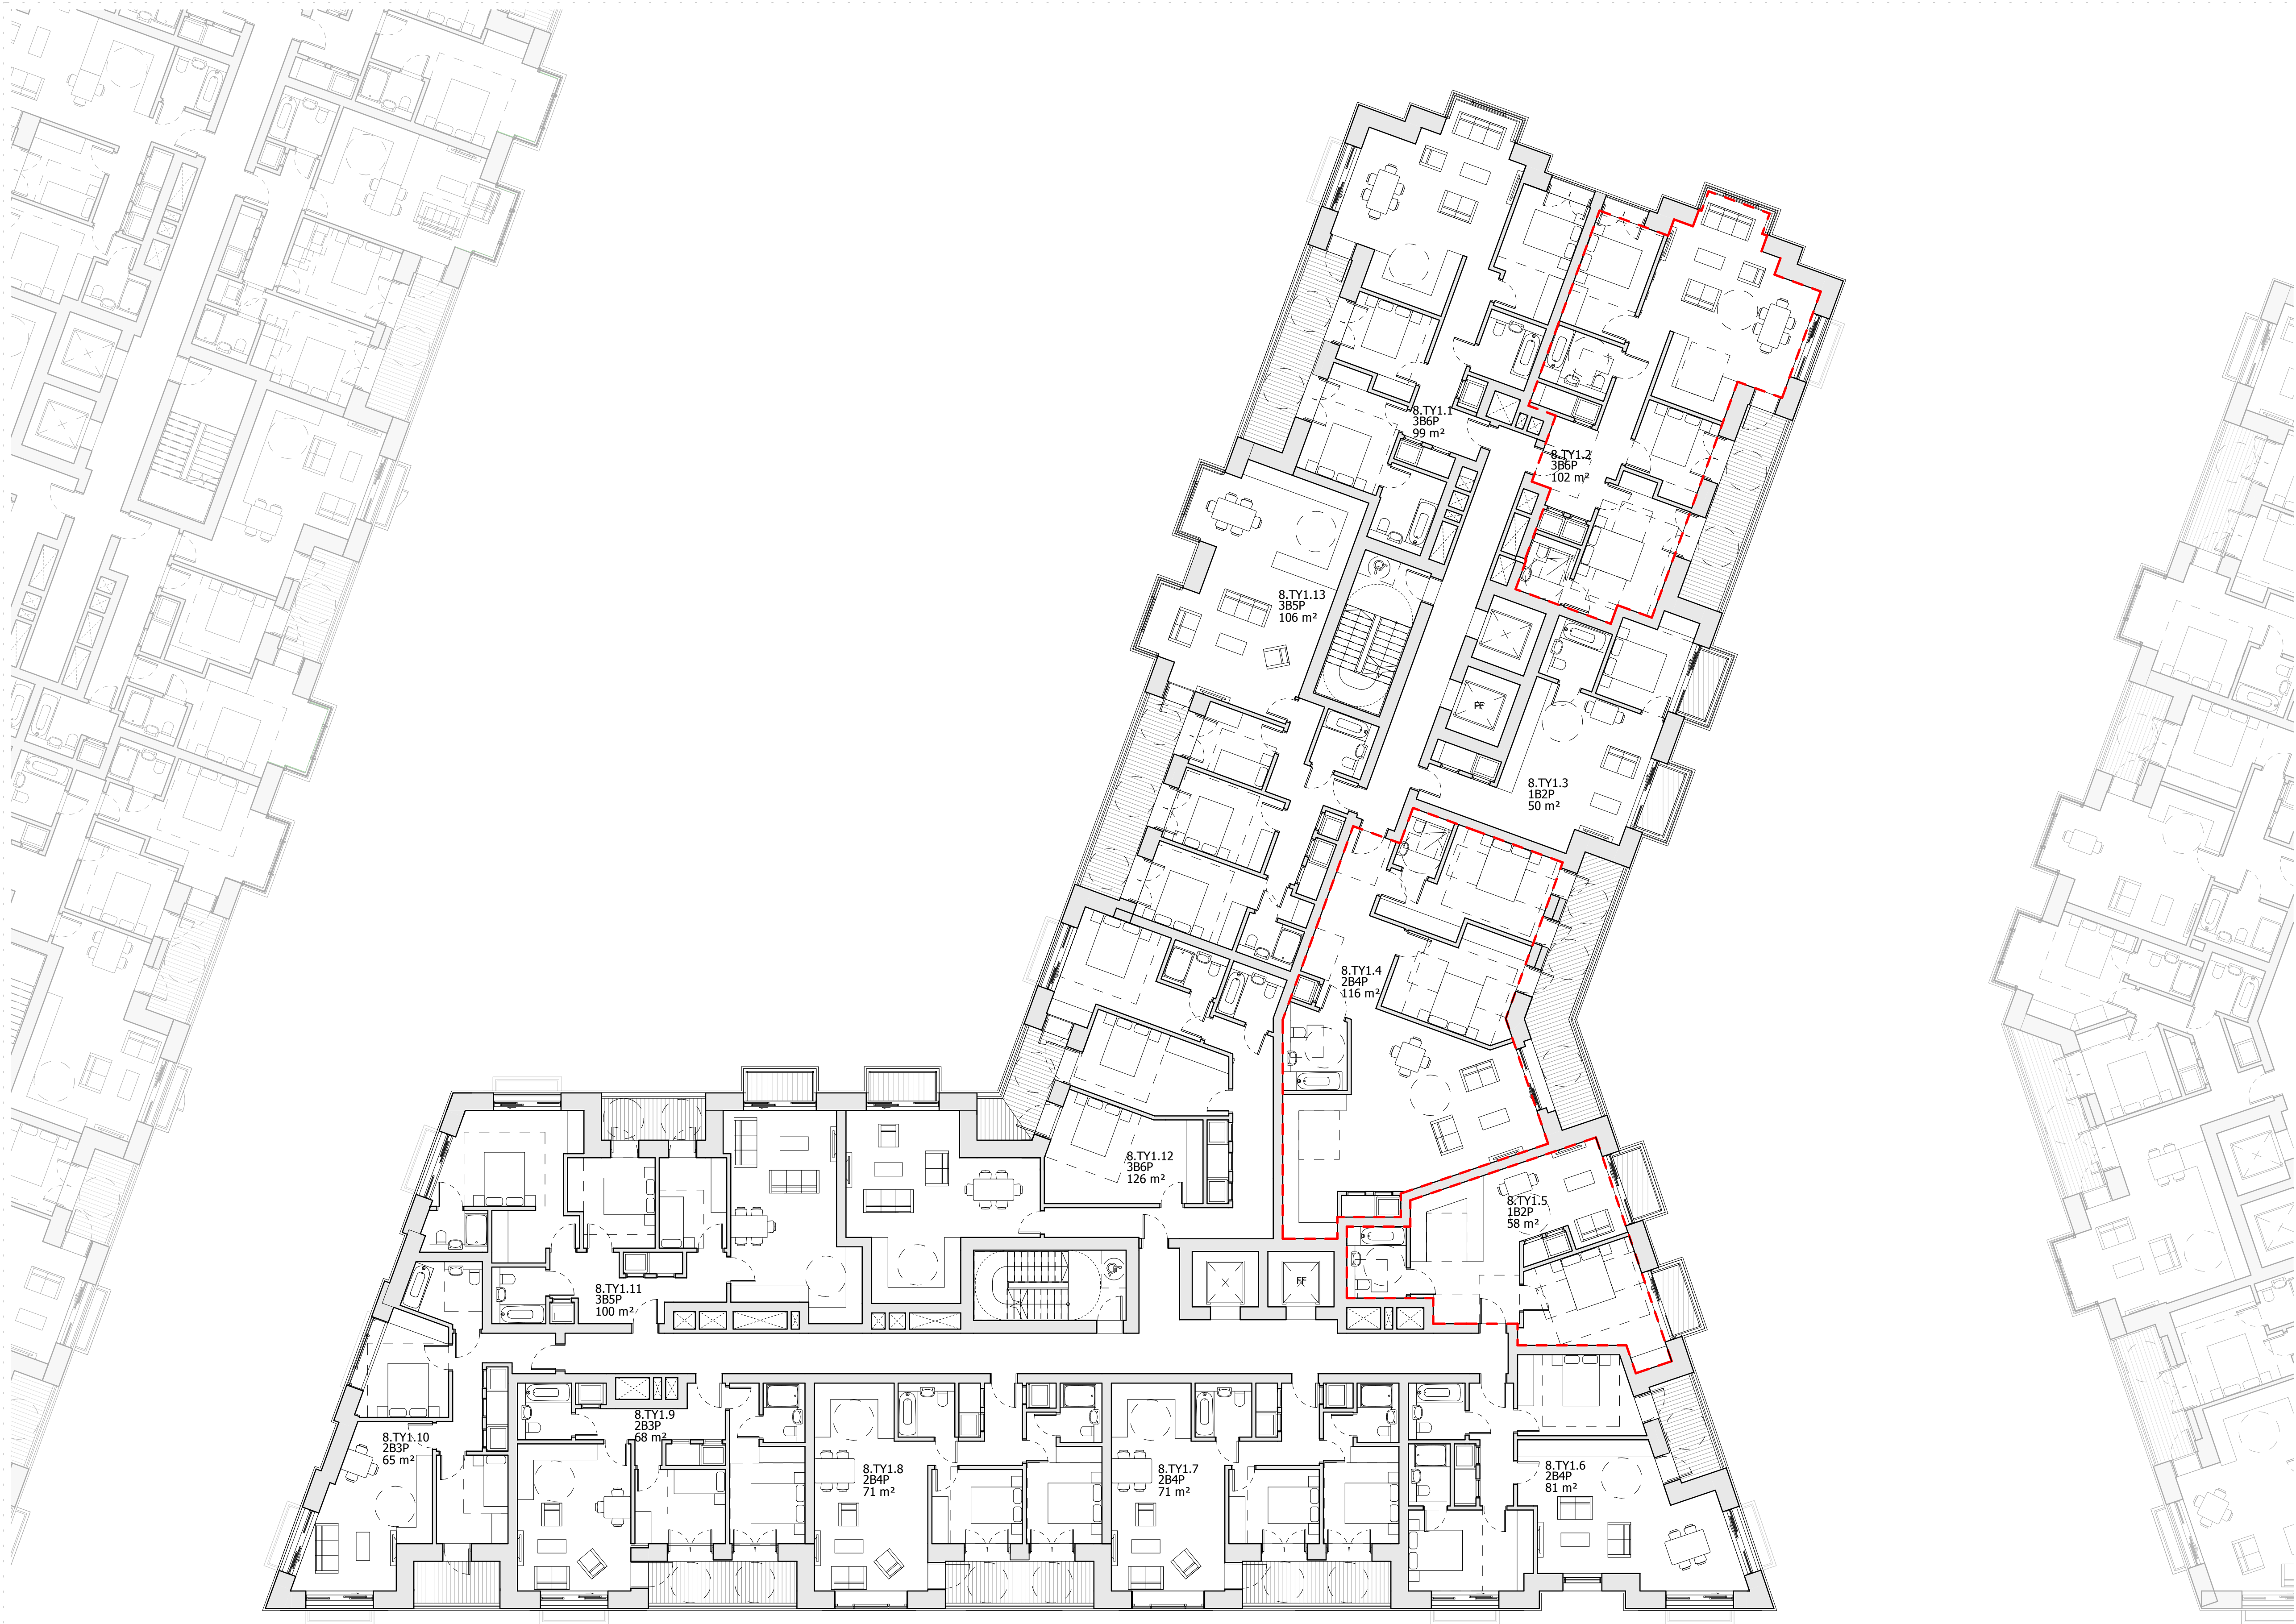 8.TY1.1
3B6P
99 m²
8.TY1.2
3B6P
102 m²
8.TY1.13
3B5P
106 m²
FF
8.TY1.3
1B2P
50 m²
8.TY1.4
2B4P
116 m²
8.TY1.12
3B6P
126 m²
8.TY1.5
1B2P
58 m²
FF
8.TY1.11
3B5P
100 m²
8.TY1.9
2B3P
68 m²
8.TY1.10
2B3P
65 m²
8.TY1.8
2B4P
71 m²
8.TY1.7
2B4P
71 m²
8.TY1.6
2B4P
81 m²